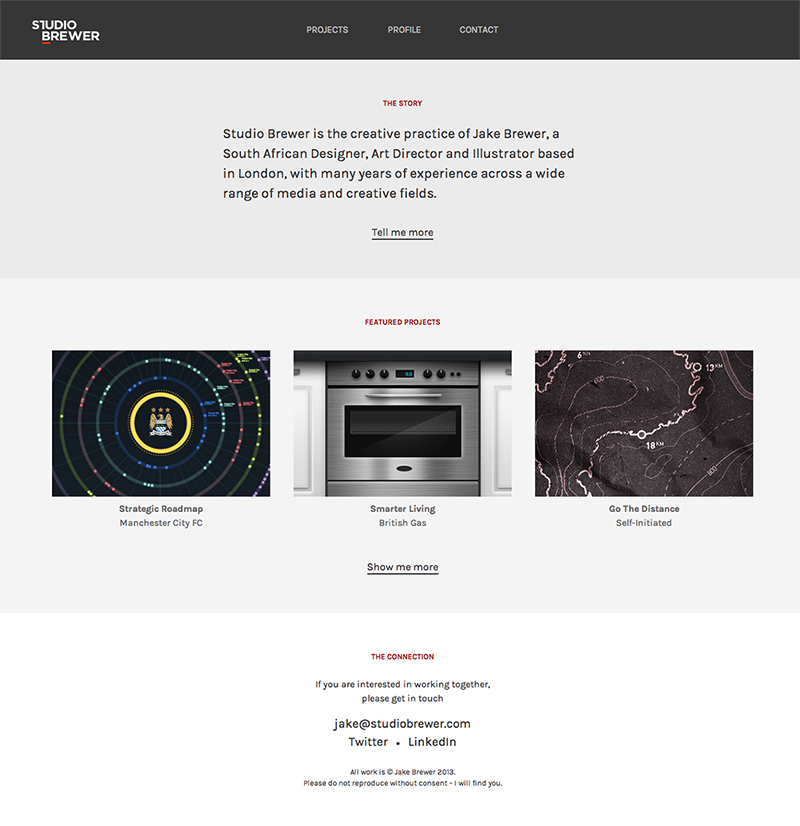 STUDIO
BREWER
PROJECTS PROFILE CONTACT
THE STORY
Studio Brewer is the creative practice of Jake Brewer, a
South African Designer, Art Director and Illustrator based
in London, with many years of experience across a wide
range of media and creative fields.
Tell me more
FEATURED PROJECTS
6KM
13KM
600
18KM
600
Strategic Roadmap
Manchester City FC
Smarter Living
British Gas
Go The Distance
Self-Initiated
Show me more
THE CONNECTION
If you are interested in working together,
please get in touch
jake@studiobrewer.com
Twitter • LinkedIn
All work is © Jake Brewer 2013.
Please do not reproduce without consent – I will find you.